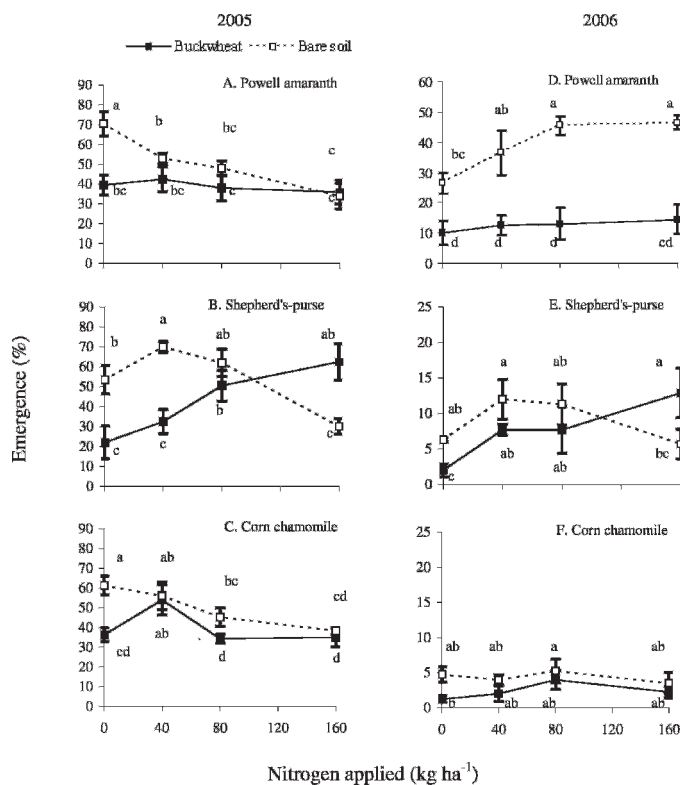 2005
2006
Buckwheat
Bare soil
A. Powell amaranth
90
80
70
60
50
40
30
20
10
0
a
b
bc
c
bc
bc
c
c
D. Powell amaranth
60
50
40
30
20
10
0
bc
ab
a
a
d
d
d
cd
B. Shepherd's-purse
90
80
70
60
50
40
30
20
10
0
b
a
ab
ab
c
c
b
c
E. Shepherd's-purse
25
20
15
10
5
0
ab
a
ab
a
c
ab
ab
bc
C. Corn chamomile
90
80
70
60
50
40
30
20
10
0
a
ab
bc
cd
cd
ab
d
d
0 40 80 120 160
F. Corn chamomile
25
20
15
10
5
0
ab
ab
a
ab
b
ab
ab
ab
0 40 80 120 160
Emergence (%)
Nitrogen applied (kg ha⁻¹)